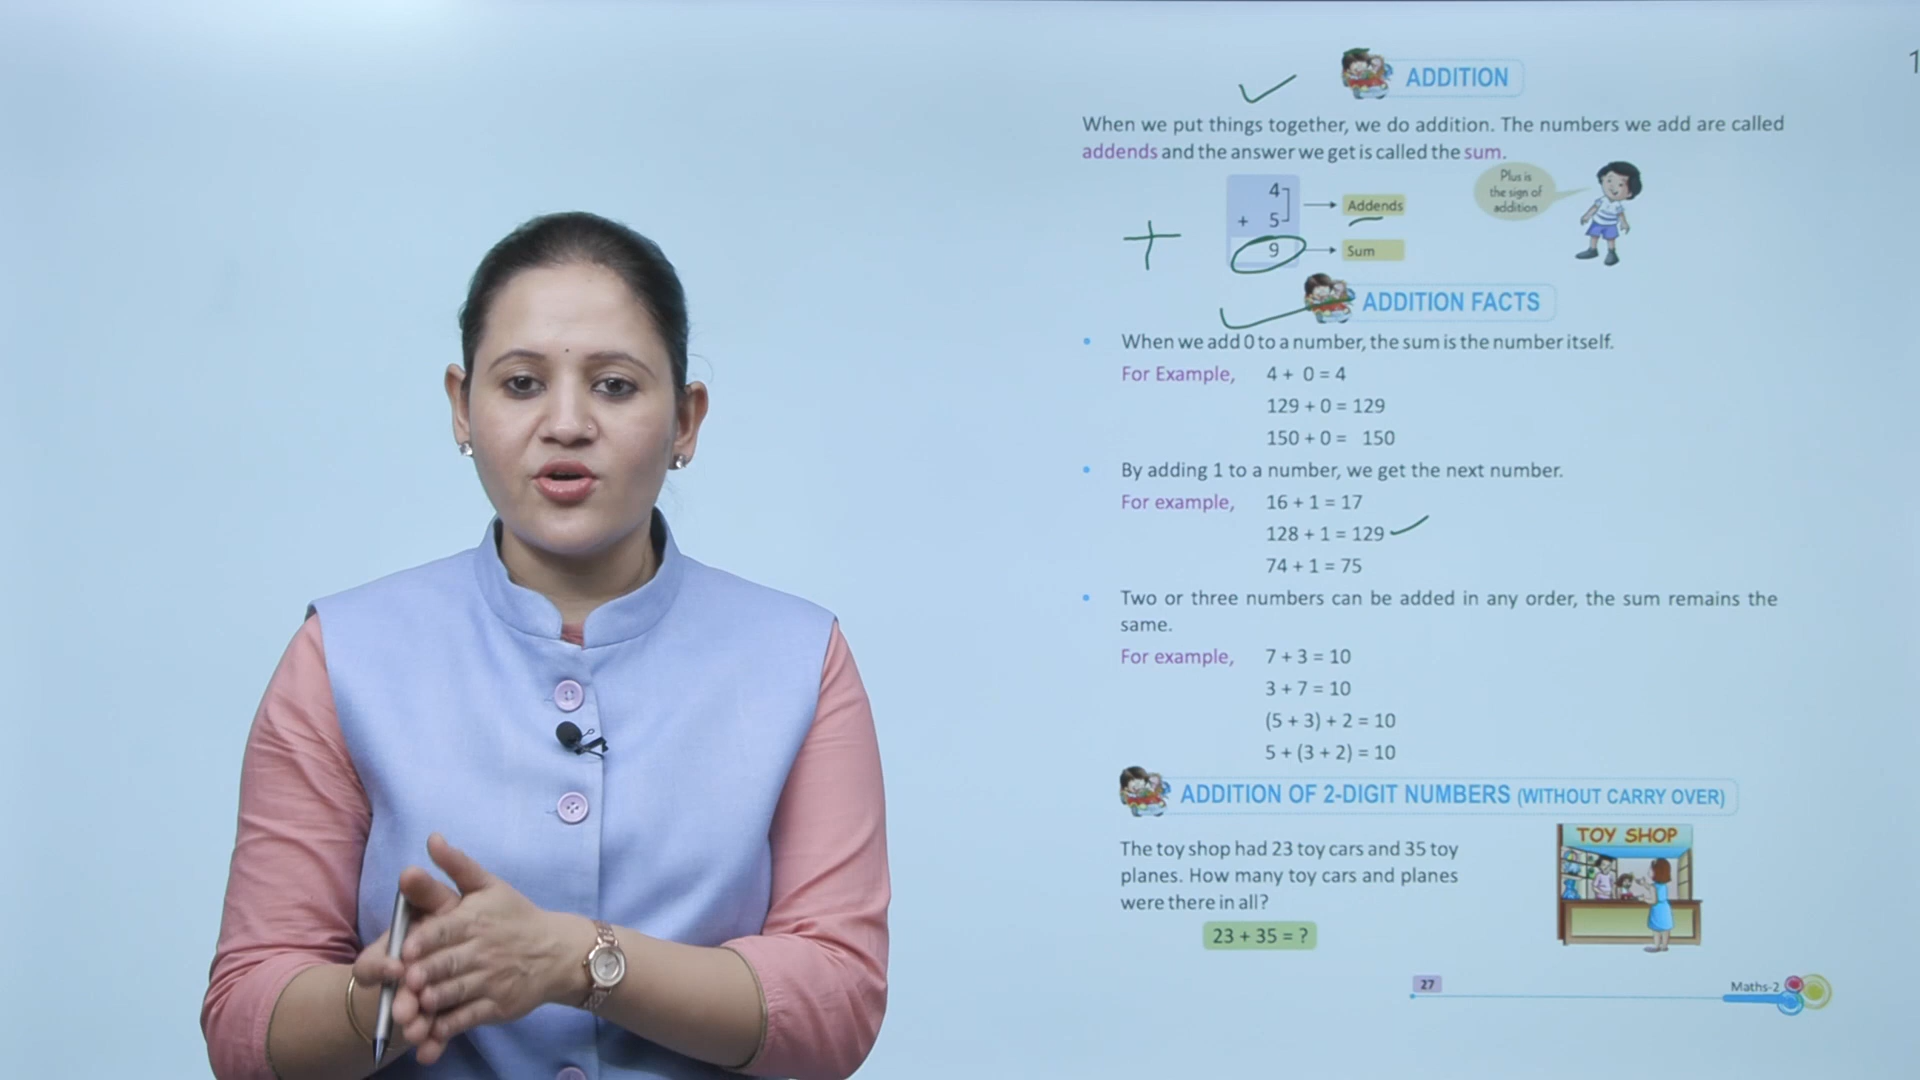 1
ADDITION
When we put things together, we do addition. The numbers we add are called
addends and the answer we get is called the sum.
4
+ 5
9
Addends
Sum
Plus is
the sign of
addition
+
ADDITION FACTS
• When we add 0 to a number, the sum is the number itself.
For Example, 4 + 0 = 4
129 + 0 = 129
150 + 0 = 150
• By adding 1 to a number, we get the next number.
For example, 16 + 1 = 17
128 + 1 = 129
74 + 1 = 75
• Two or three numbers can be added in any order, the sum remains the
same.
For example, 7 + 3 = 10
3 + 7 = 10
(5 + 3) + 2 = 10
5 + (3 + 2) = 10
ADDITION OF 2-DIGIT NUMBERS (WITHOUT CARRY OVER)
The toy shop had 23 toy cars and 35 toy
planes. How many toy cars and planes
were there in all?
23 + 35 = ?
TOY SHOP
27
Maths-2